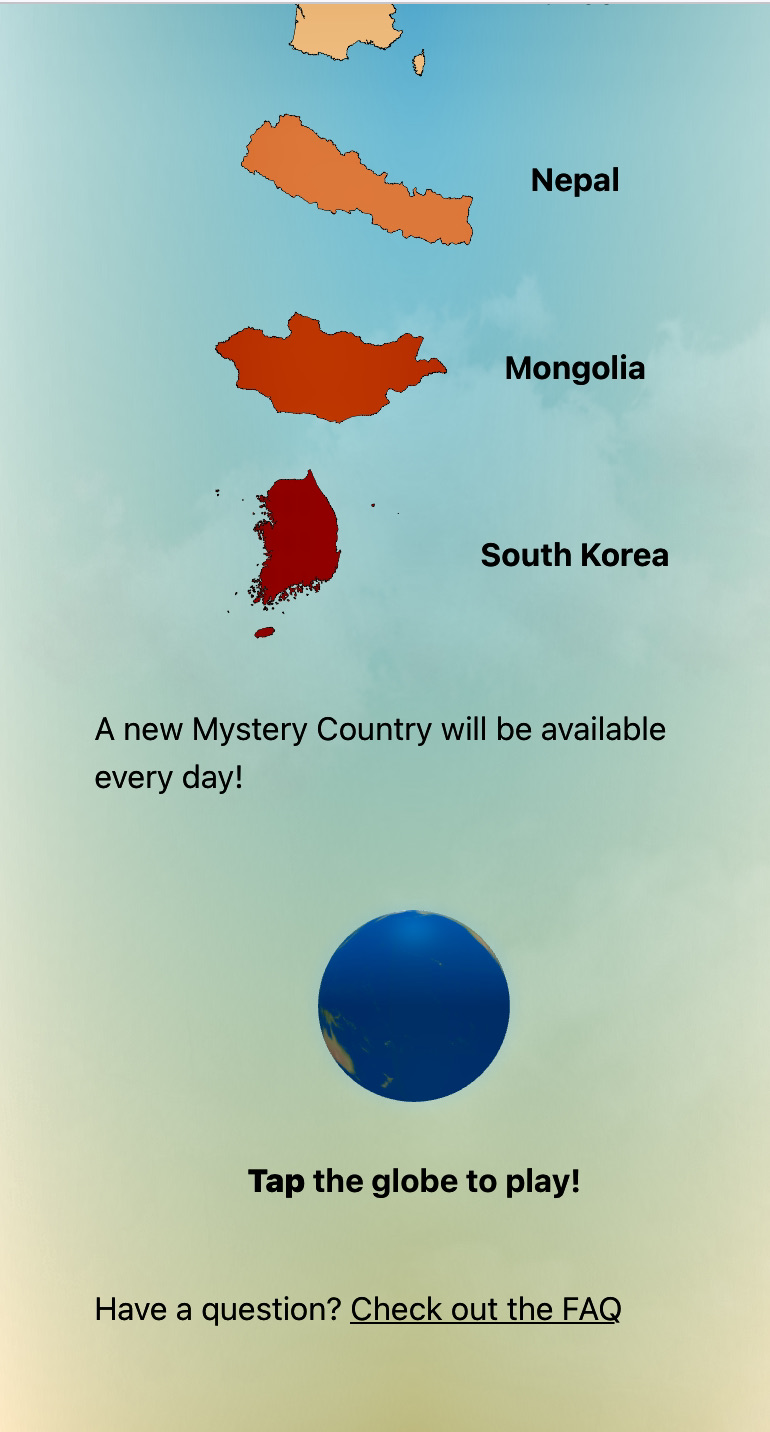 Nepal
Mongolia
South Korea
A new Mystery Country will be available
every day!
Tap the globe to play!
Have a question? Check out the FAQ